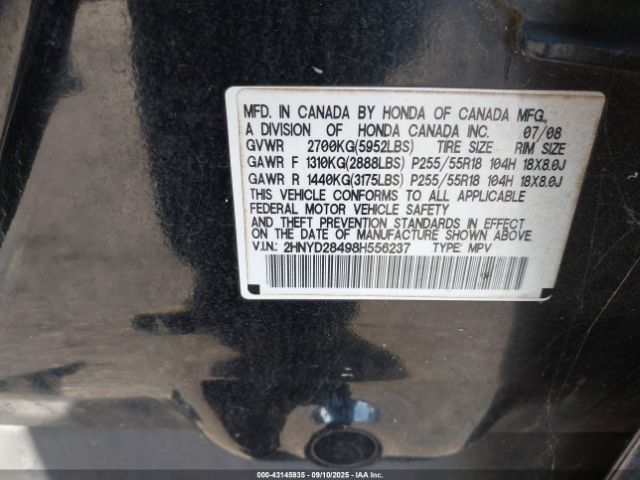 MFD. IN CANADA BY HONDA OF CANADA MFG.,
A DIVISION OF HONDA CANADA INC. 07/08
GVWR 2700KG(5952LBS) TIRE SIZE RIM SIZE
GAWR F 1310KG(2888LBS) P255/55R18 104H 18X8.0J
GAWR R 1440KG(3175LBS) P255/55R18 104H 18X8.0J
THIS VEHICLE CONFORMS TO ALL APPLICABLE
FEDERAL MOTOR VEHICLE SAFETY
AND THEFT PREVENTION STANDARDS IN EFFECT
ON THE DATE OF MANUFACTURE SHOWN ABOVE.
V.I.N: 2HNYD28498H556237 TYPE: MPV
00-43145935 - 09/10/2025 - IAA Inc.